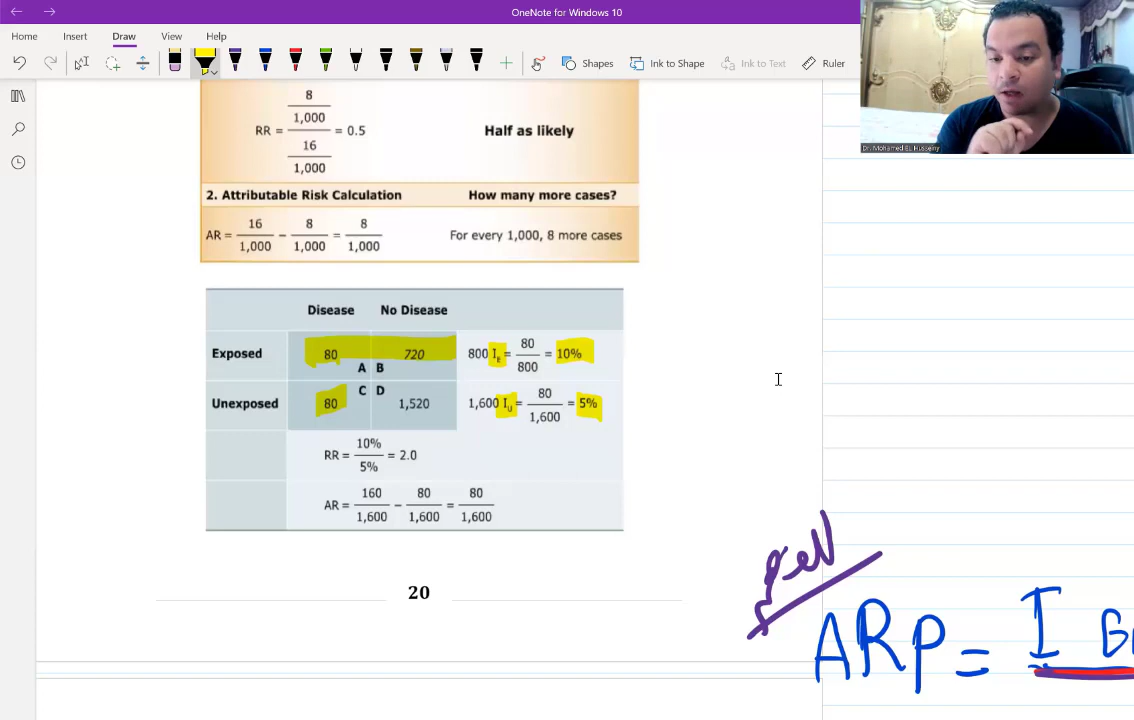 OneNote for Windows 10
Home Insert Draw View Help
Shapes Ink to Shape Ink to Text Ruler
Dr. Mohamed EL Husseiny
8
1,000
RR = = 0.5 Half as likely
16
1,000
2. Attributable Risk Calculation How many more cases?
16 8 8
AR = − = For every 1,000, 8 more cases
1,000 1,000 1,000
Disease No Disease
Exposed 80 720 800 IE = 80/800 = 10%
A B
C D
Unexposed 80 1,520 1,600 IU = 80/1,600 = 5%
10%
RR = = 2.0
5%
160 80 80
AR = − =
1,600 1,600 1,600
20
ARP = I